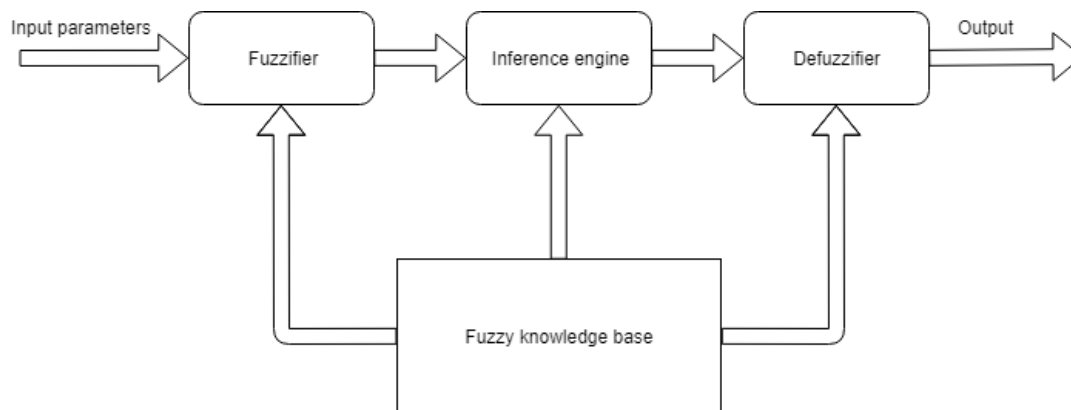 Input parameters
Fuzzifier
Inference engine
Defuzzifier
Output
Fuzzy knowledge base